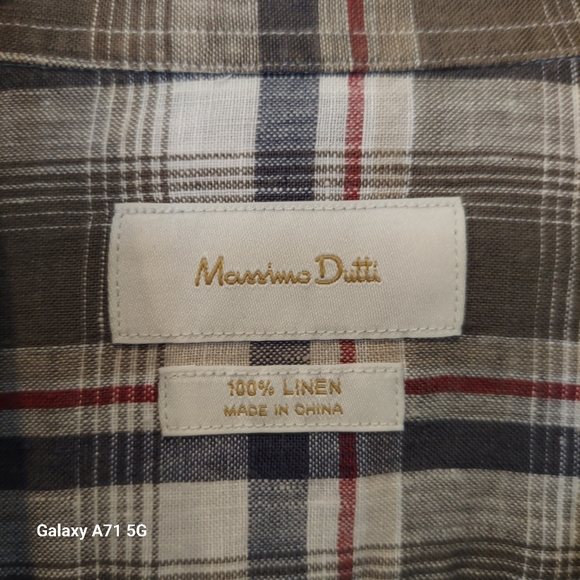 Massimo Dutti
100% LINEN
MADE IN CHINA
Galaxy A71 5G